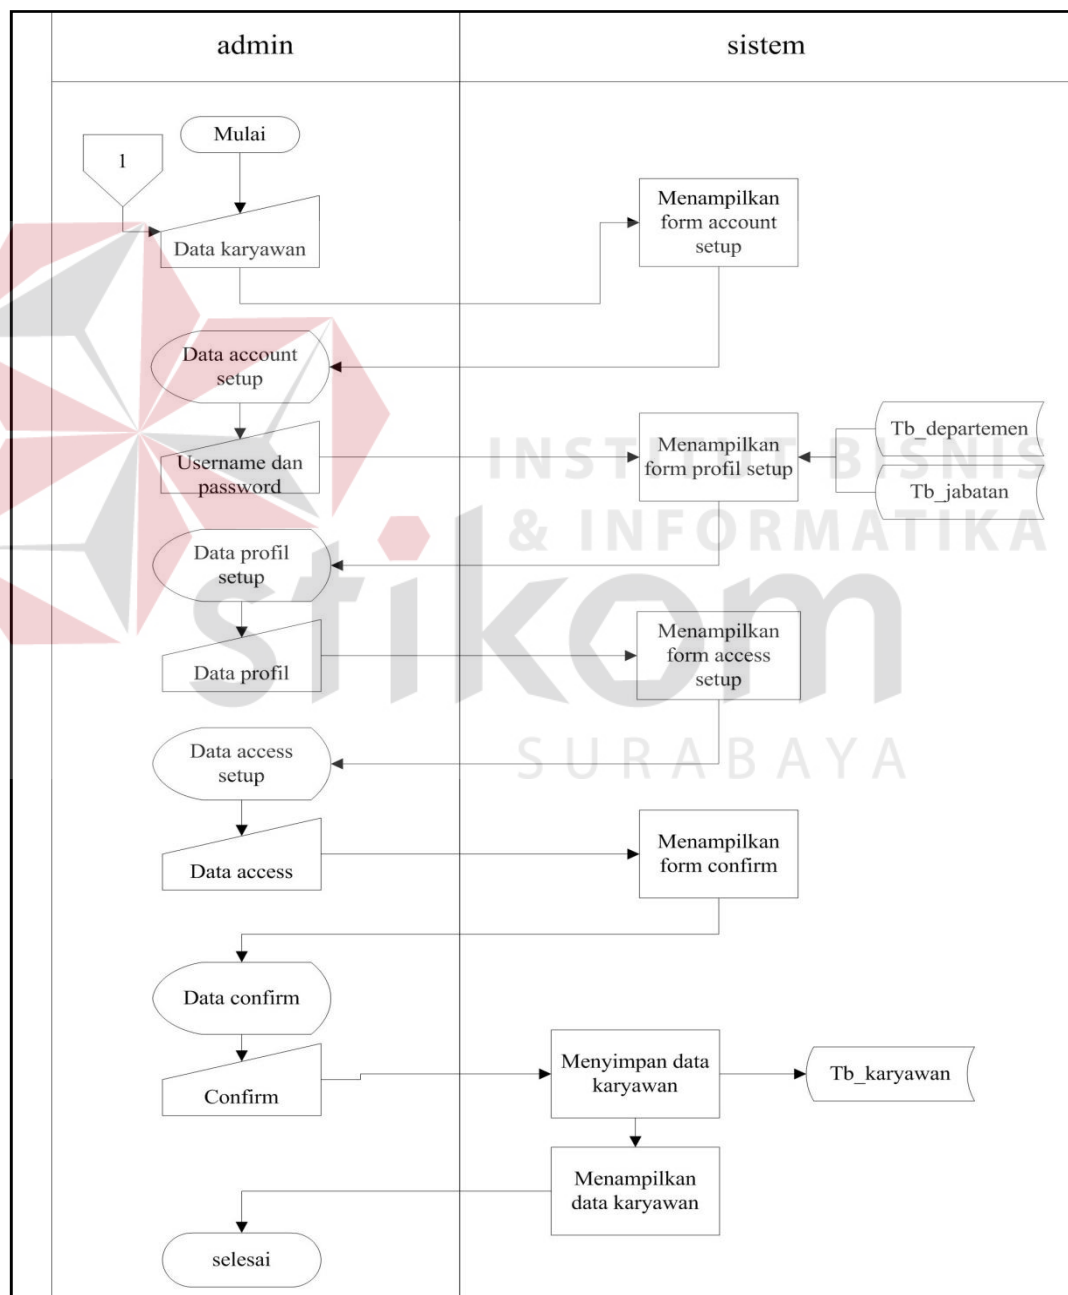 admin
sistem
Mulai
1
Data karyawan
Menampilkan
form account
setup
Data account
setup
Username dan
password
Menampilkan
form profil setup
Tb_departemen
Tb_jabatan
INSTITUT BISNIS
& INFORMATIKA
stikom
SURABAYA
Data profil
setup
Data profil
Menampilkan
form access
setup
Data access
setup
Data access
Menampilkan
form confirm
Data confirm
Confirm
Menyimpan data
karyawan
Tb_karyawan
Menampilkan
data karyawan
selesai